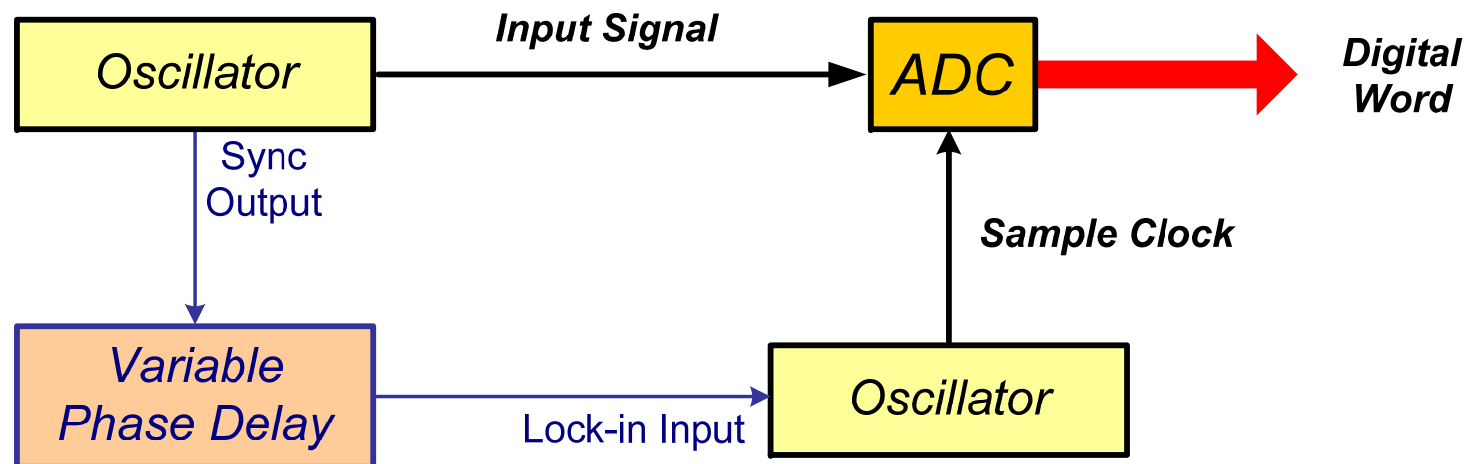 Input Signal
Oscillator
ADC
Digital
Word
Sync
Output
Sample Clock
Variable
Phase Delay
Lock-in Input
Oscillator